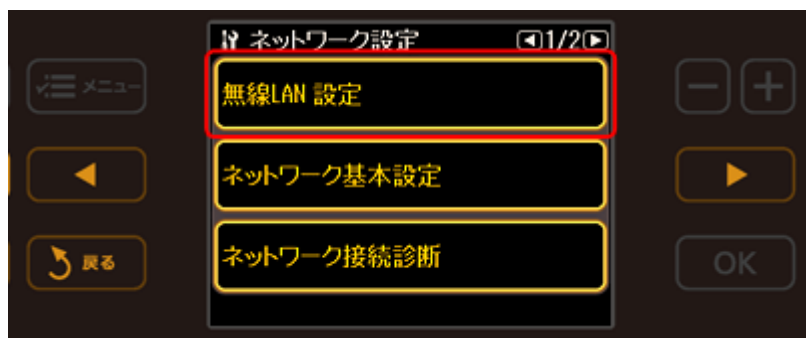 ネットワーク設定 1/2
メニュー
無線LAN 設定
ネットワーク基本設定
戻る
ネットワーク接続診断
OK